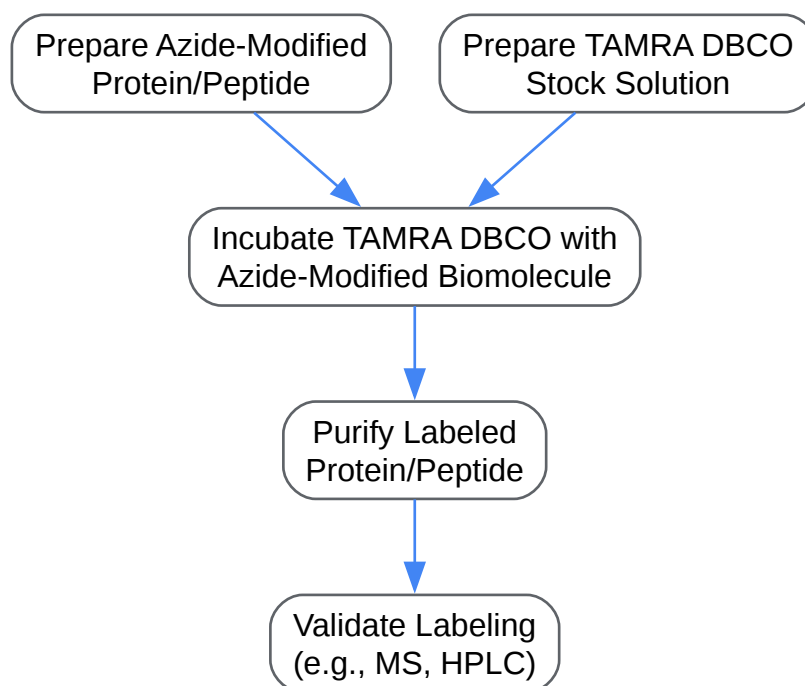 Prepare Azide-Modified
Protein/Peptide
Prepare TAMRA DBCO
Stock Solution
Incubate TAMRA DBCO with
Azide-Modified Biomolecule
Purify Labeled
Protein/Peptide
Validate Labeling
(e.g., MS, HPLC)